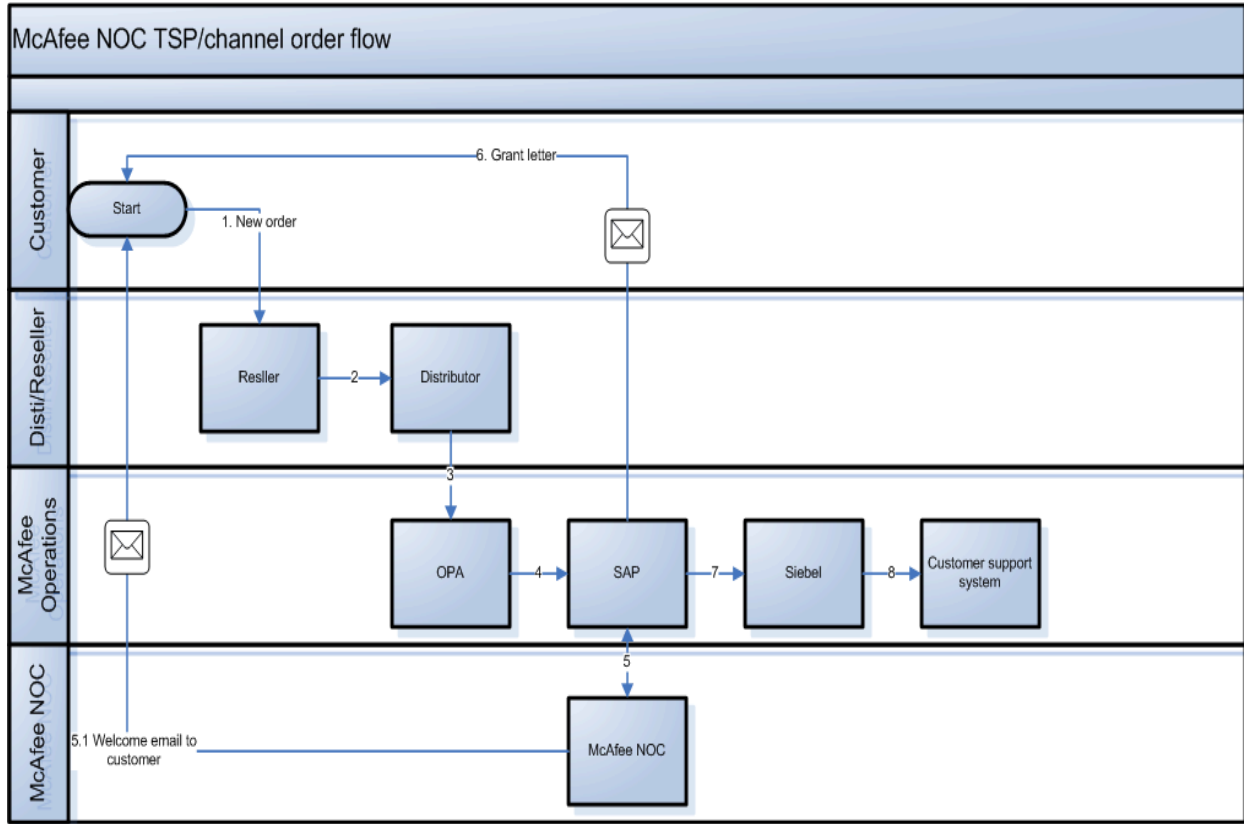 McAfee NOC TSP/channel order flow
Customer
6. Grant letter
Start
1. New order
Disti/Reseller
Resller
2
Distributor
3
McAfee
Operations
OPA
4
SAP
7
Siebel
8
Customer support
system
5
McAfee NOC
5.1 Welcome email to
customer
McAfee NOC